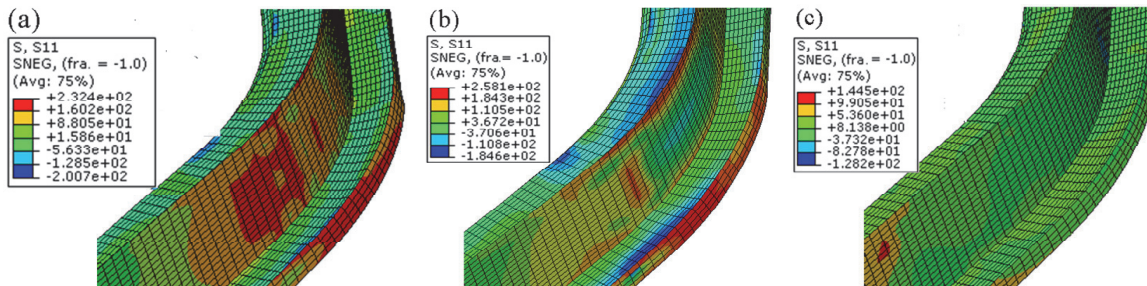 (a)
S, S11
SNEG, (fra. = -1.0)
(Avg: 75%)
+2.324e+02
+1.602e+02
+8.805e+01
+1.586e+01
-5.633e+01
-1.285e+02
-2.007e+02
(b)
S, S11
SNEG, (fra. = -1.0)
(Avg: 75%)
+2.581e+02
+1.843e+02
+1.105e+02
+3.672e+01
-3.706e+01
-1.108e+02
-1.846e+02
(c)
S, S11
SNEG, (fra. = -1.0)
(Avg: 75%)
+1.445e+02
+9.905e+01
+5.360e+01
+8.138e+00
-3.732e+01
-8.278e+01
-1.282e+02